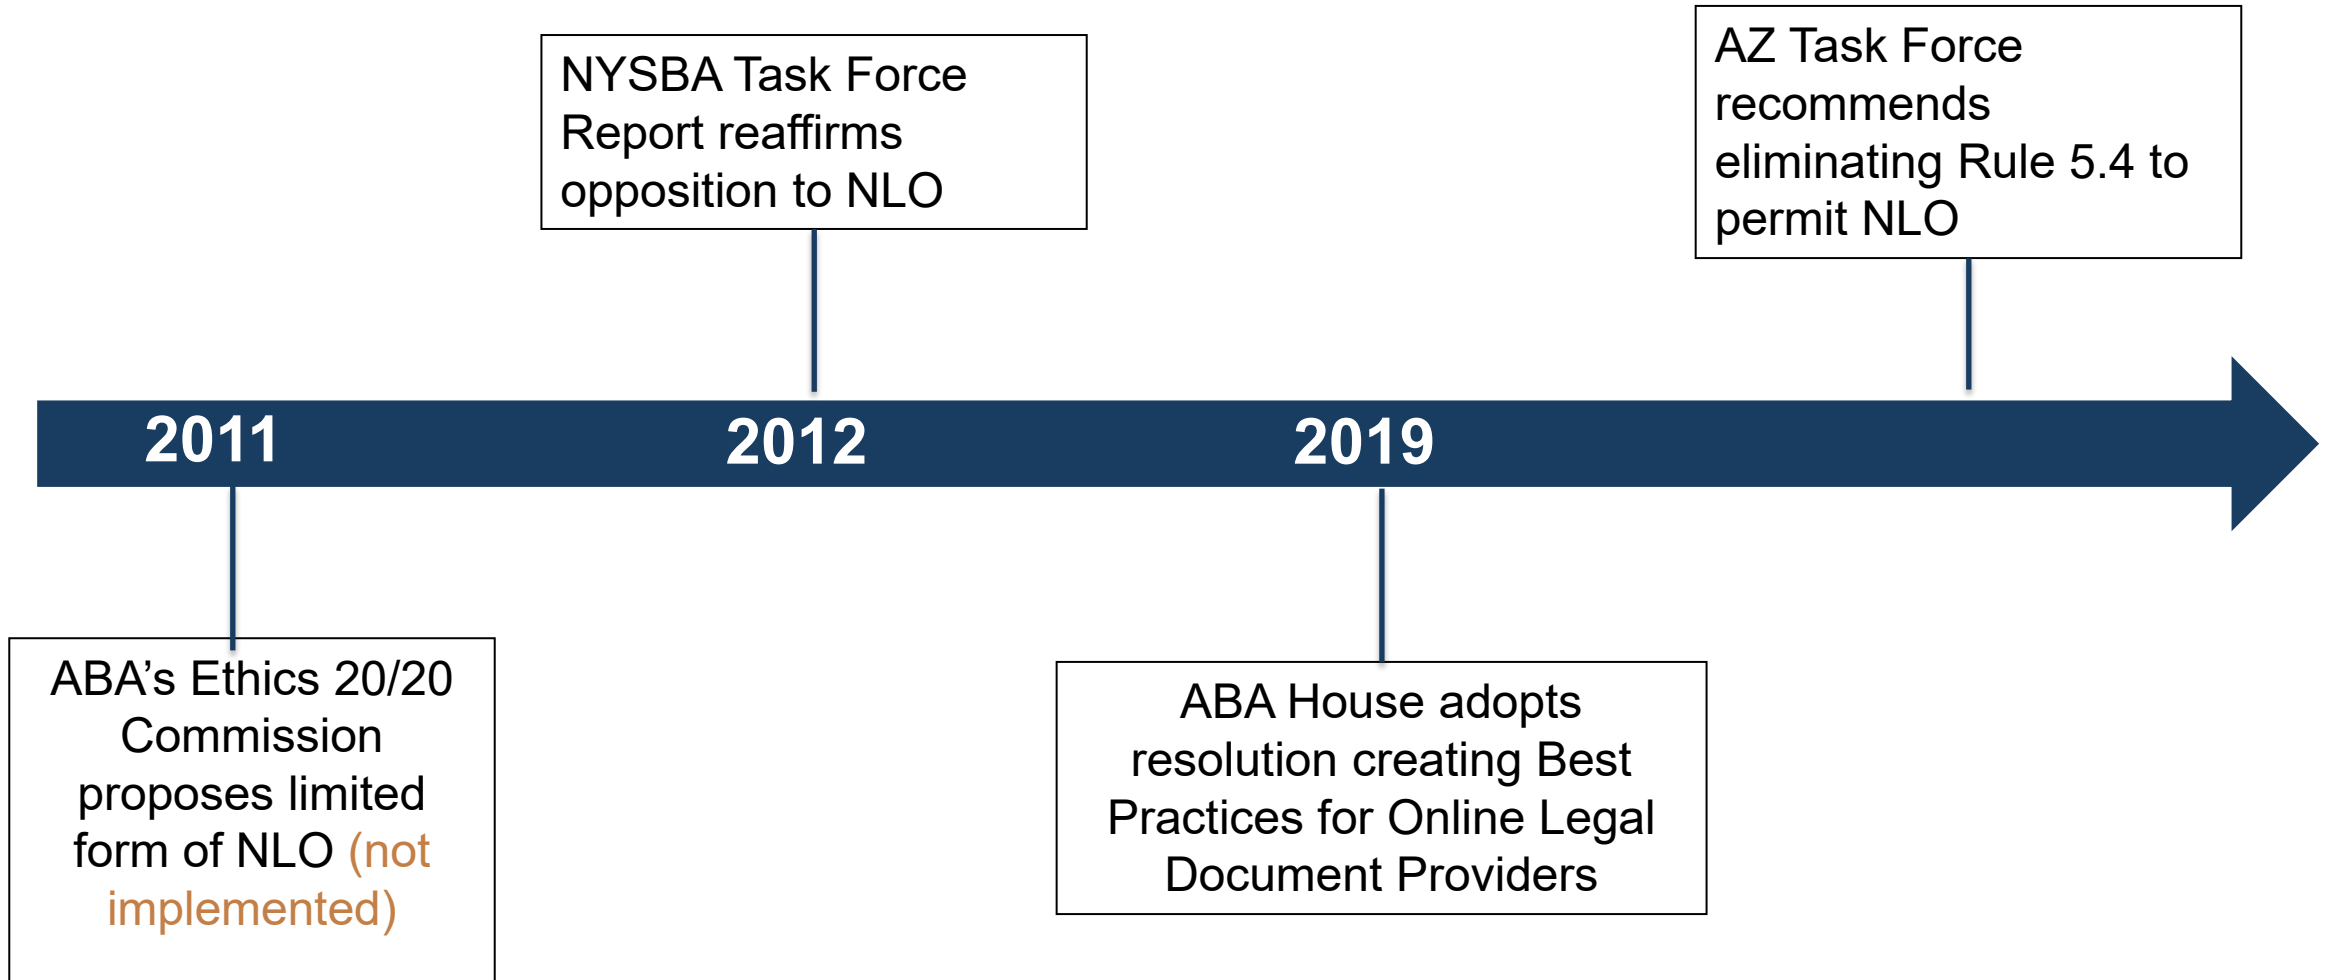 NYSBA Task Force
Report reaffirms
opposition to NLO
AZ Task Force
recommends
eliminating Rule 5.4 to
permit NLO
2011
2012
2019
ABA’s Ethics 20/20
Commission
proposes limited
form of NLO (not
implemented)
ABA House adopts
resolution creating Best
Practices for Online Legal
Document Providers